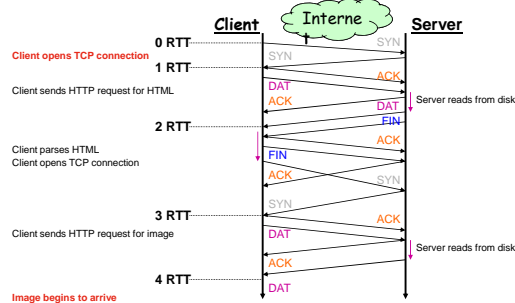 Client
Interne
t
Server
0 RTT
SYN
Client opens TCP connection
SYN
1 RTT
ACK
DAT
Client sends HTTP request for HTML
ACK
DAT
Server reads from disk
FIN
2 RTT
ACK
Client parses HTML
FIN
Client opens TCP connection
ACK
SYN
SYN
3 RTT
ACK
Client sends HTTP request for image
DAT
Server reads from disk
ACK
4 RTT
DAT
Image begins to arrive